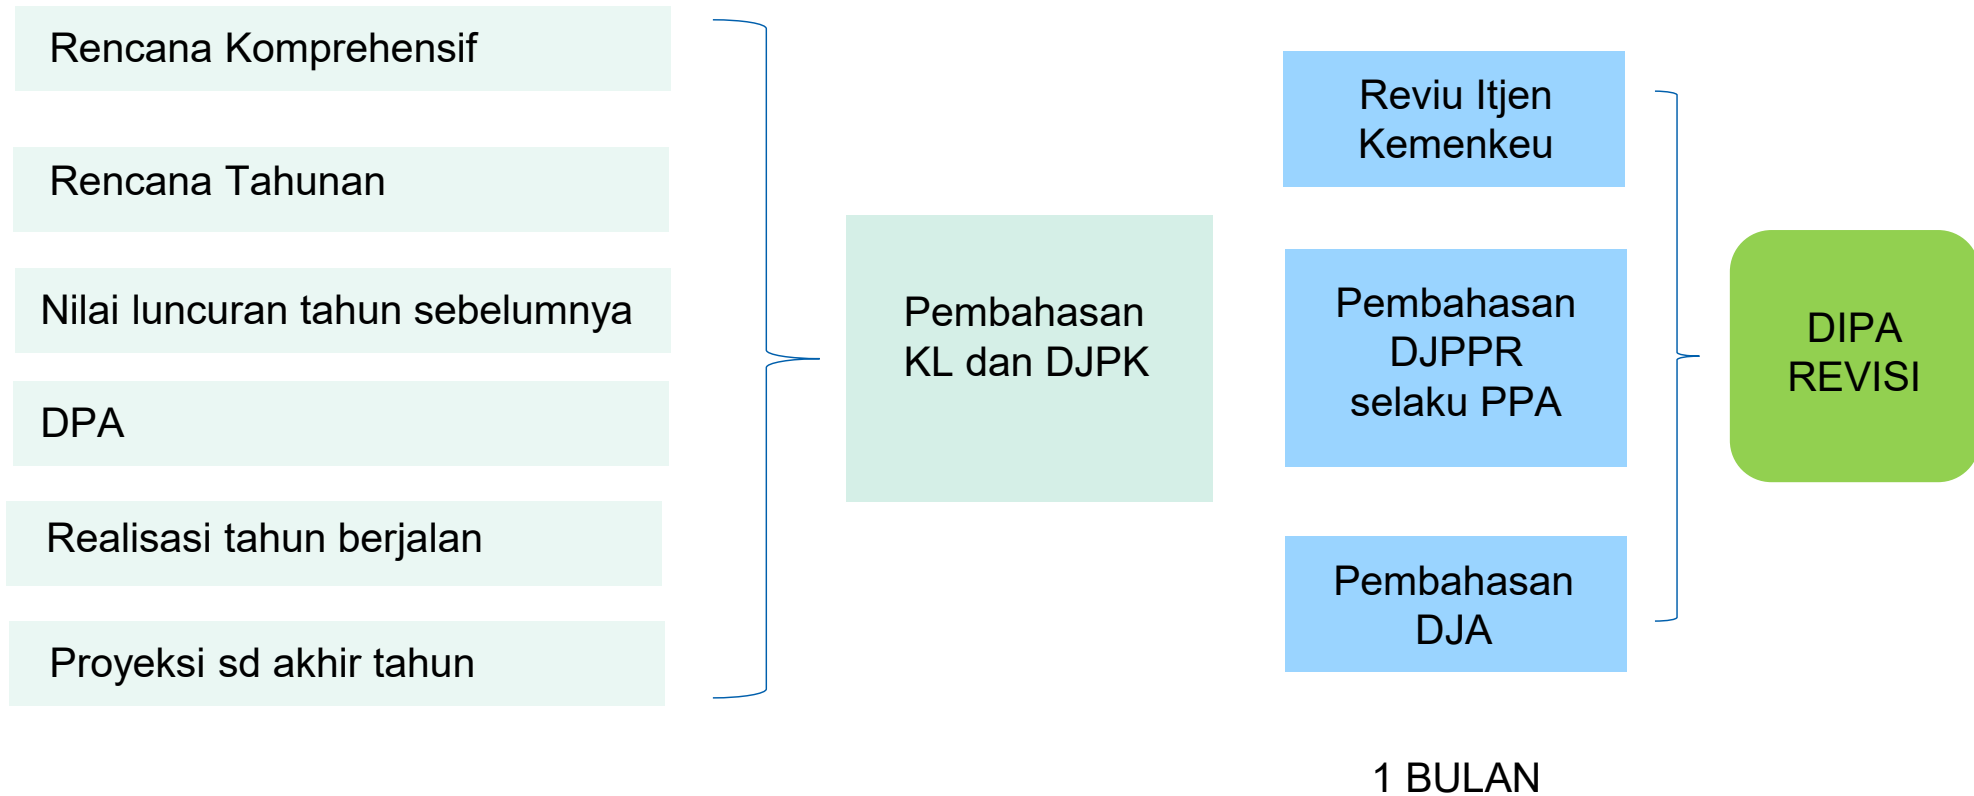 Rencana Komprehensif
Rencana Tahunan
Nilai luncuran tahun sebelumnya
DPA
Realisasi tahun berjalan
Proyeksi sd akhir tahun
Pembahasan
KL dan DJPK
Reviu Itjen
Kemenkeu
Pembahasan
DJPPR
selaku PPA
Pembahasan
DJA
1 BULAN
DIPA
REVISI